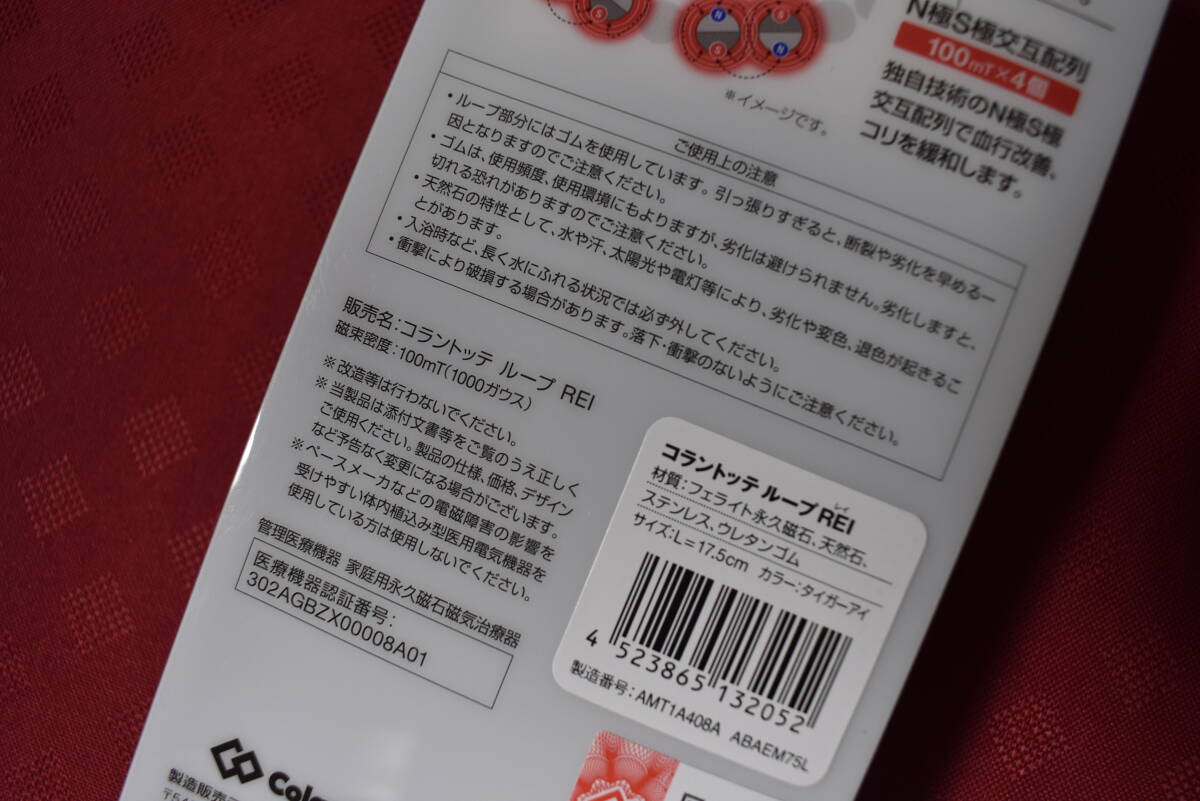 N極S極交互配列
100mT×4個
独自技術のN極S極
交互配列で血行改善、
コリを緩和します。
S
N
S
S
N
※イメージです。
ご使用上の注意
・ループ部分にはゴムを使用しています。引っ張りすぎると、断裂や劣化を早める一
因となりますのでご注意ください。
・ゴムは、使用頻度、使用環境にもよりますが、劣化は避けられません。劣化しますと、
切れる恐れがありますのでご注意ください。
・天然石の特性として、水や汗、太陽光や電灯等により、劣化や変色、退色が起きるこ
とがあります。
・入浴時など、長く水にふれる状況では必ず外してください。
・衝撃により破損する場合があります。落下・衝撃のないようにご注意ください。
販売名：コラントッテ ループ REI
磁束密度：100mT(1000ガウス)
※改造等は行わないでください。
※当製品は添付文書等をご覧のうえ正しく
ご使用ください。製品の仕様、価格、デザイン
など予告なく変更になる場合がございます。
※ペースメーカなどの電磁障害の影響を
受けやすい体内植込み型医用電気機器を
使用している方は使用しないでください。
管理医療機器 家庭用永久磁石磁気治療器
医療機器認証番号：
302AGBZX00008A01
コラントッテ ループ REI
レイ
材質：フェライト永久磁石、天然石、
ステンレス、ウレタンゴム
サイズ：L=17.5cm カラー：タイガーアイ
4 523865 132052
製造番号：AMT1A408A ABAEM75L
製造販売